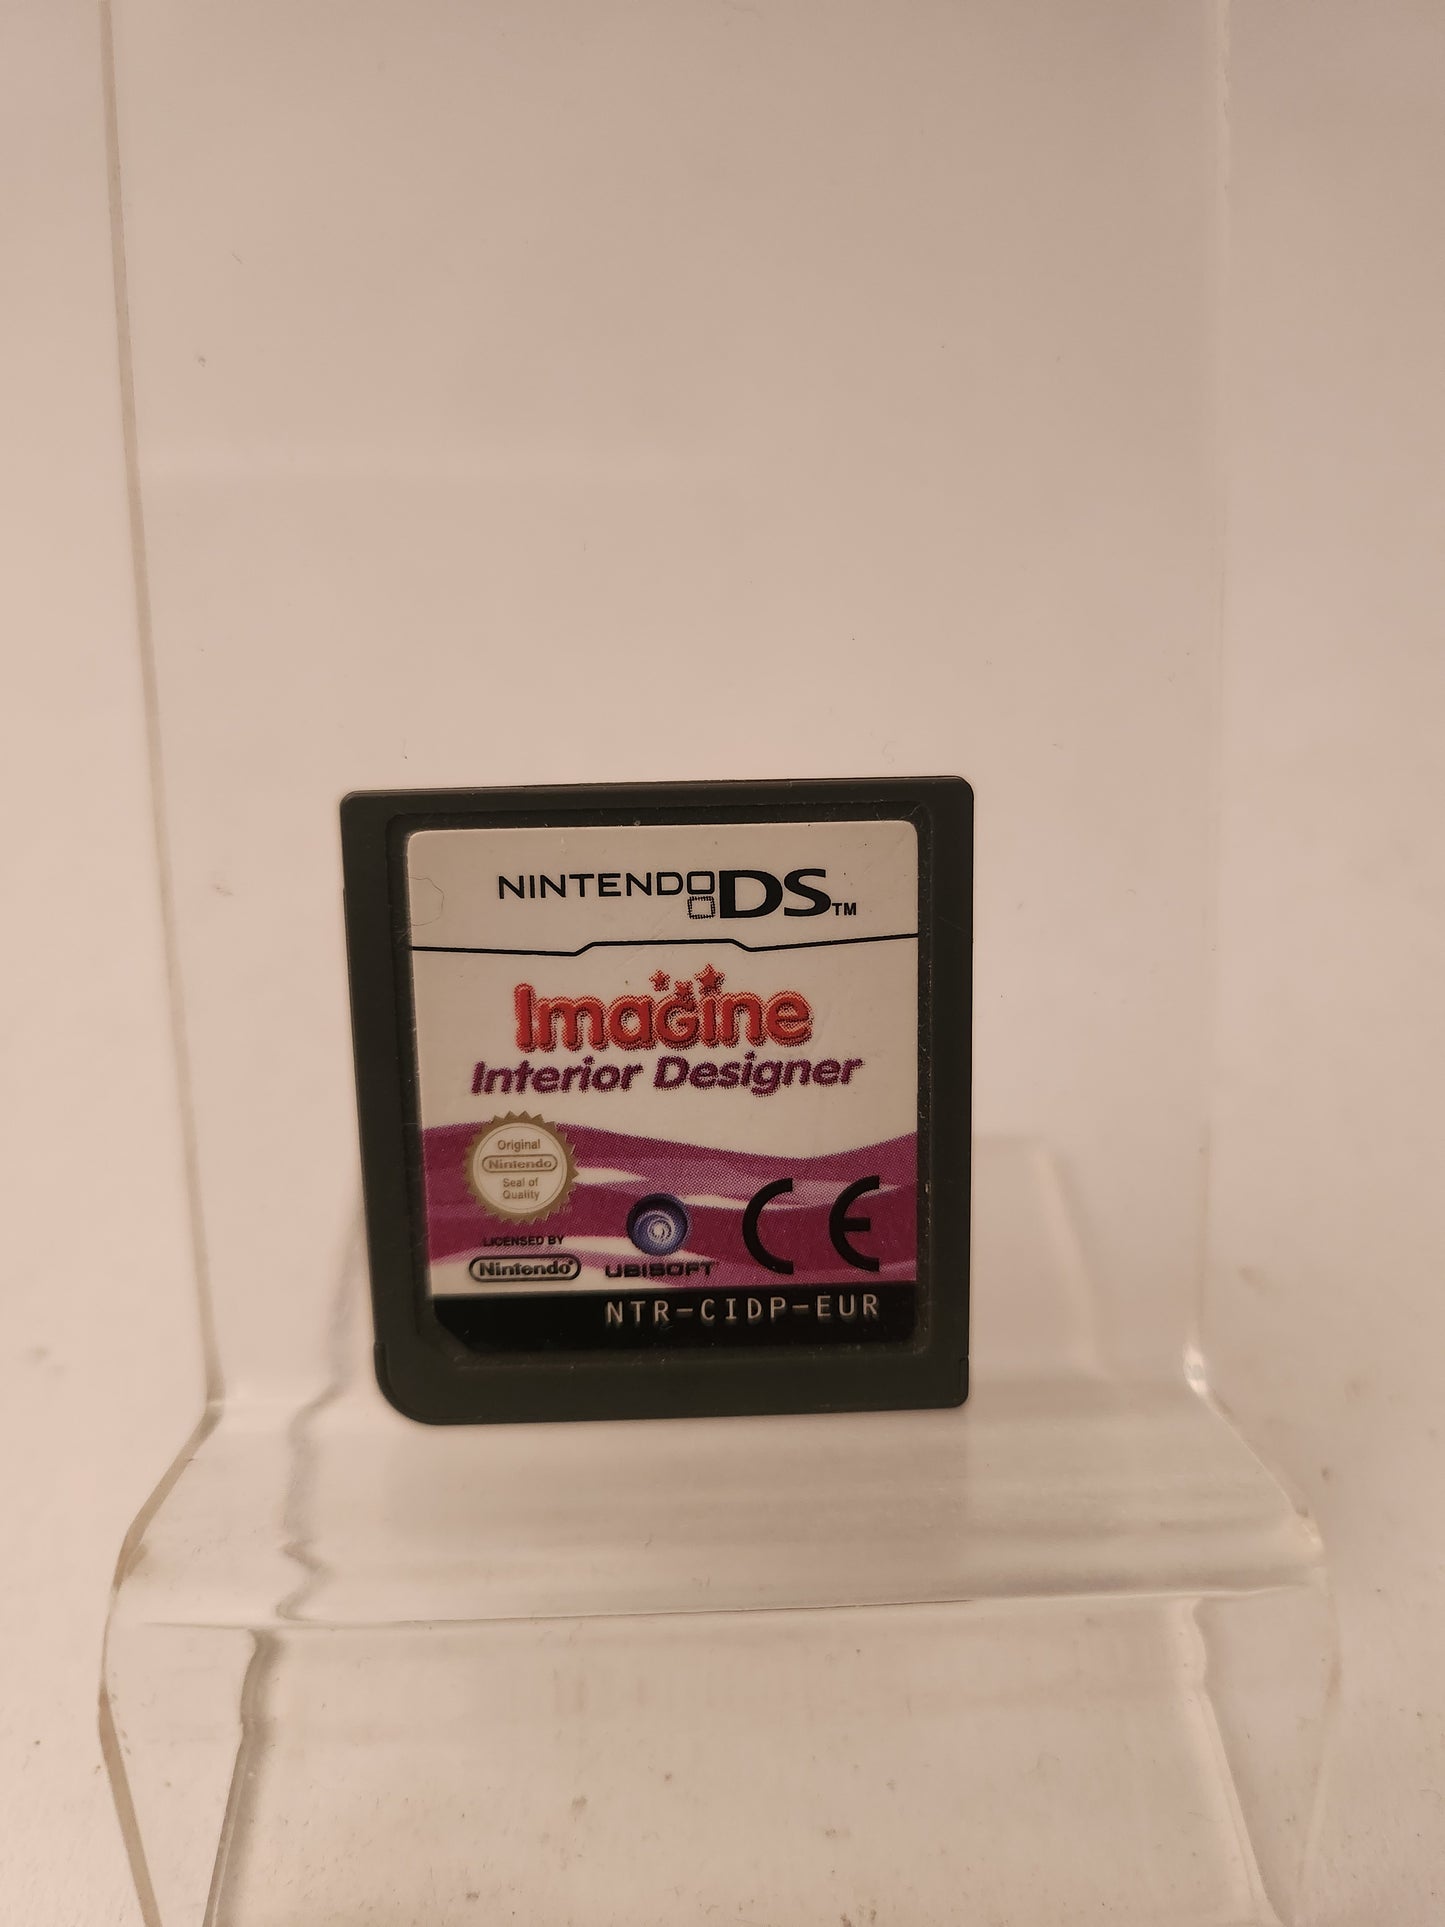 NINTENDO DS™
Imagine
Interior Designer
Original
Nintendo
Seal of
Quality
LICENSED BY
Nintendo®
UBISOFT
CE
NTR-CIDP-EUR